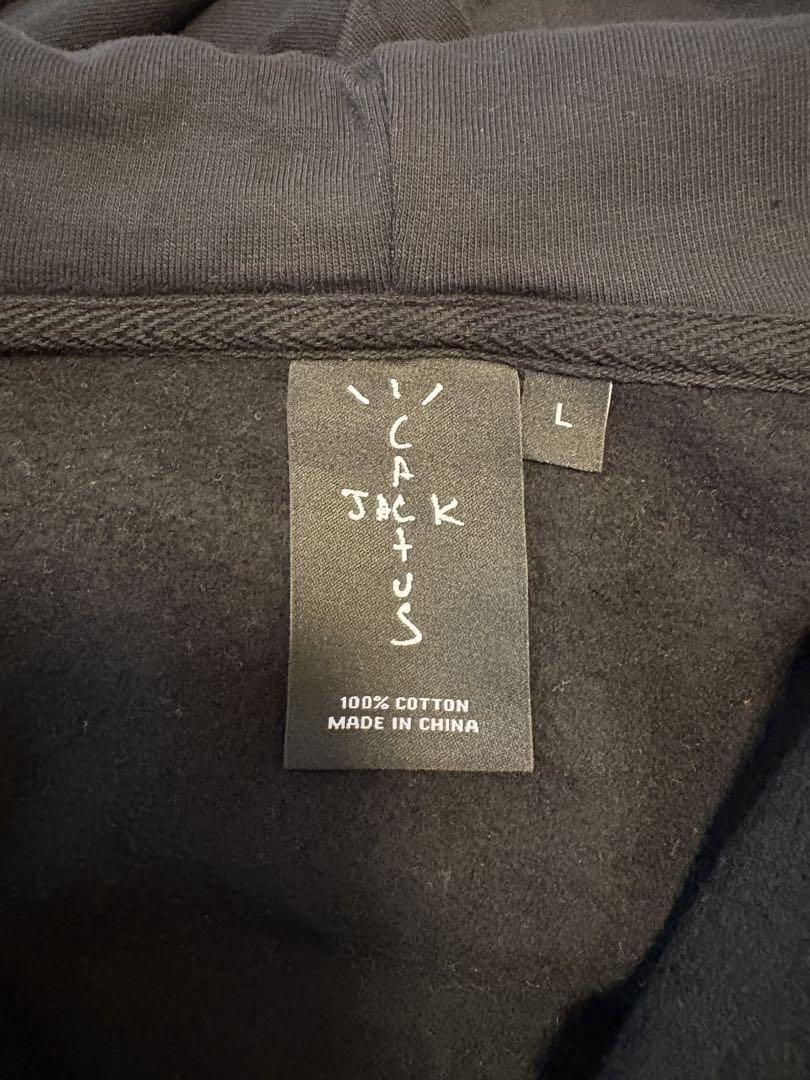 CACTUS
JACK
L
100% COTTON
MADE IN CHINA